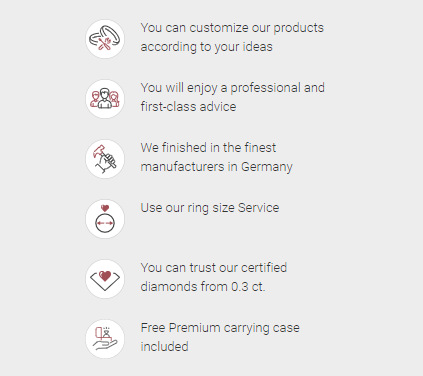 You can customize our products
according to your ideas
You will enjoy a professional and
first-class advice
We finished in the finest
manufacturers in Germany
Use our ring size Service
You can trust our certified
diamonds from 0.3 ct.
Free Premium carrying case
included